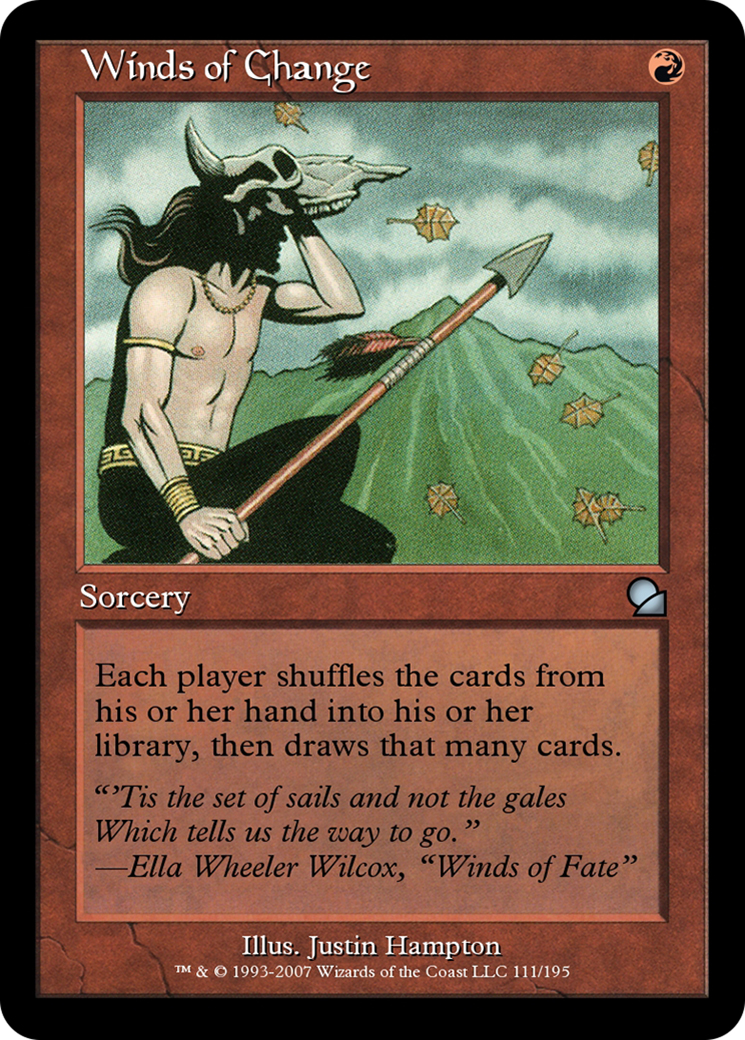 Winds of Change
Sorcery
Each player shuffles the cards from
his or her hand into his or her
library, then draws that many cards.
“’Tis the set of sails and not the gales
Which tells us the way to go.”
—Ella Wheeler Wilcox, “Winds of Fate”
Illus. Justin Hampton
™ & © 1993-2007 Wizards of the Coast LLC 111/195